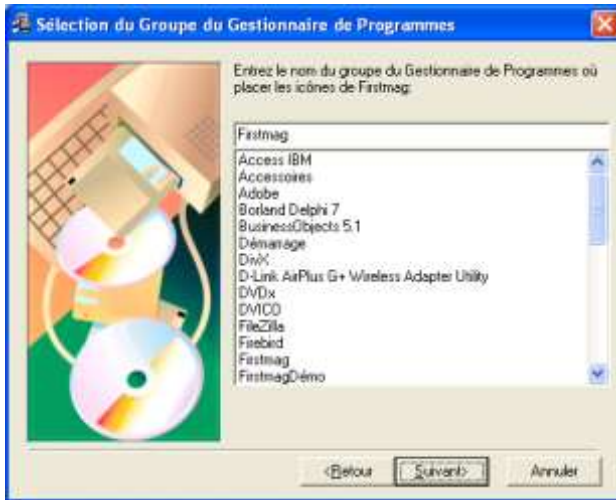 Sélection du Groupe du Gestionnaire de Programmes
Entrez le nom du groupe du Gestionnaire de Programmes où
placer les icônes de Firstmag:
Firstmag
Access IBM
Accessoires
Adobe
Borland Delphi 7
BusinessObjects 5.1
Démarrage
DivX
D-Link AirPlus G+ Wireless Adapter Utility
DVDx
DVICO
FileZilla
Firebird
Firstmag
FirstmagDémo
<Retour
Suivant>
Annuler